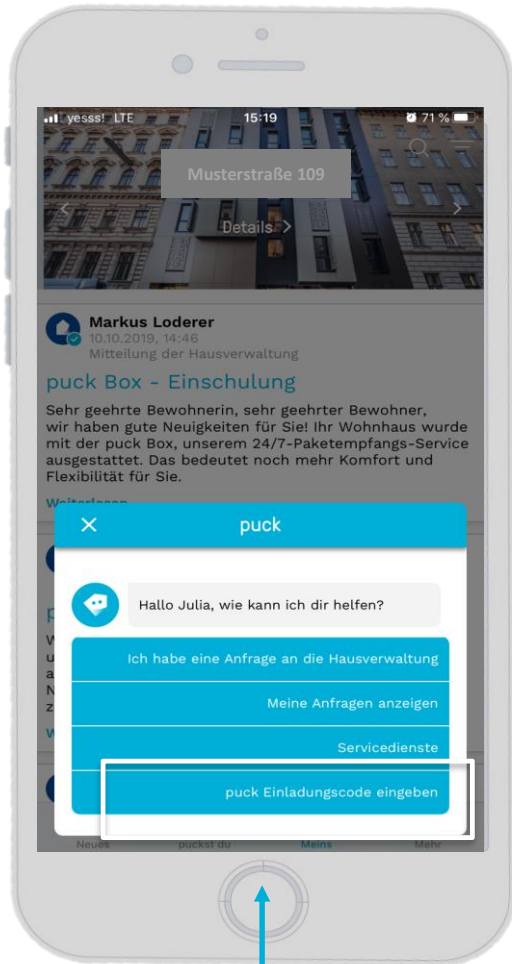 yesss! LTE 15:19 71 %
Musterstraße 109
Details >
Markus Loderer
10.10.2019, 14:46
Mitteilung der Hausverwaltung
puck Box - Einschulung
Sehr geehrte Bewohnerin, sehr geehrter Bewohner,
wir haben gute Neuigkeiten für Sie! Ihr Wohnhaus wurde
mit der puck Box, unserem 24/7-Paketempfangs-Service
ausgestattet. Das bedeutet noch mehr Komfort und
Flexibilität für Sie.
Weiterlesen
puck
Hallo Julia, wie kann ich dir helfen?
Ich habe eine Anfrage an die Hausverwaltung
Meine Anfragen anzeigen
Servicedienste
puck Einladungscode eingeben
Neues puckst du Meins Mehr